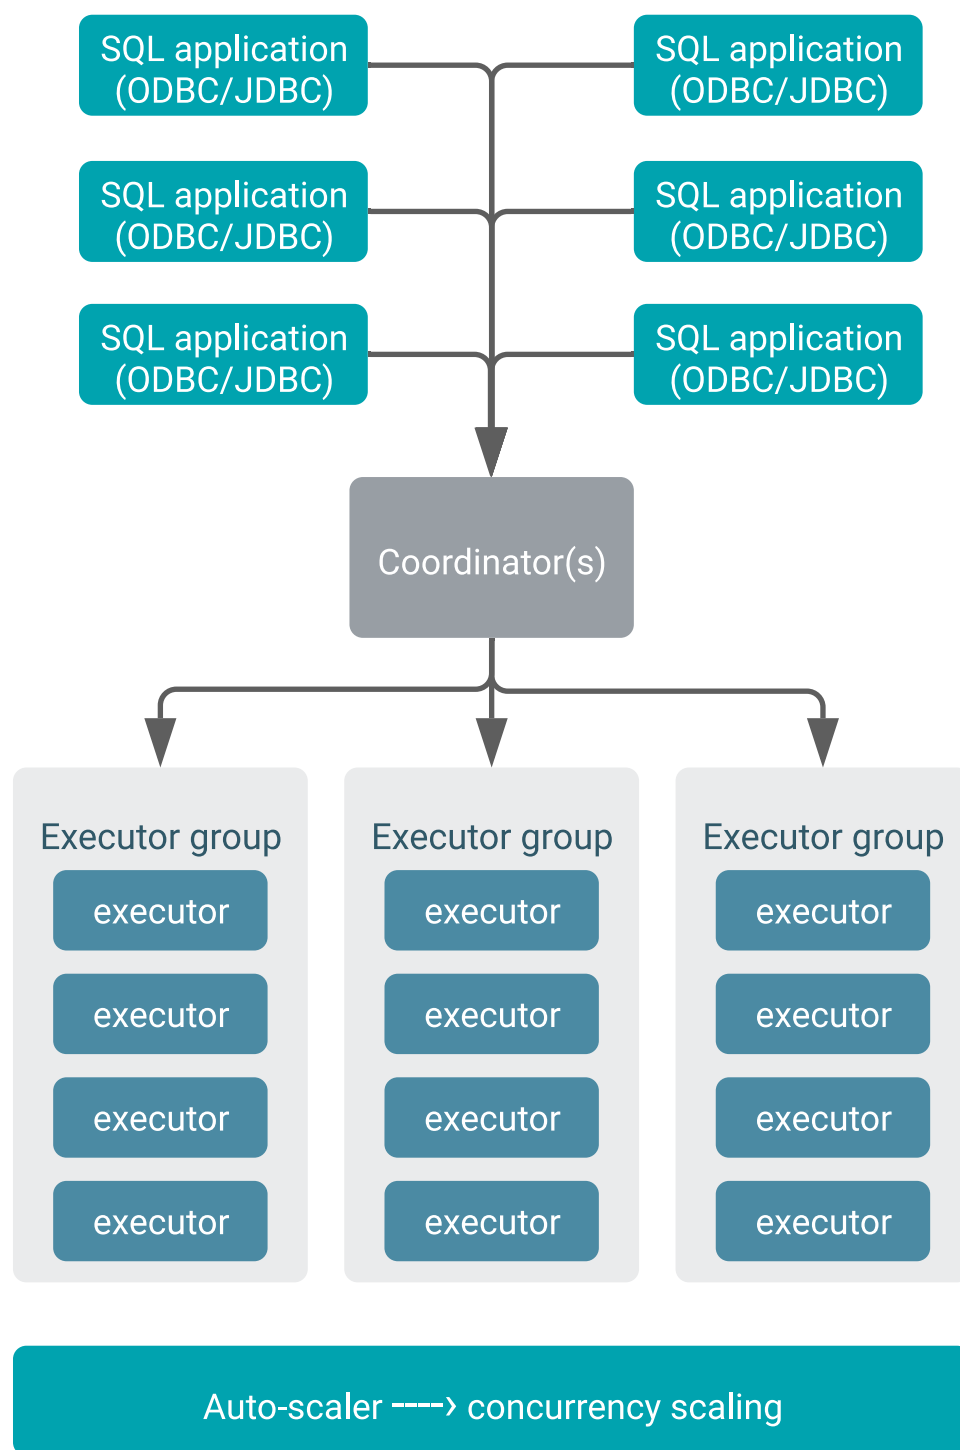 SQL application
(ODBC/JDBC)
SQL application
(ODBC/JDBC)
SQL application
(ODBC/JDBC)
SQL application
(ODBC/JDBC)
SQL application
(ODBC/JDBC)
SQL application
(ODBC/JDBC)
Coordinator(s)
Executor group
executor
executor
executor
executor
Executor group
executor
executor
executor
executor
Executor group
executor
executor
executor
executor
Auto-scaler ----> concurrency scaling